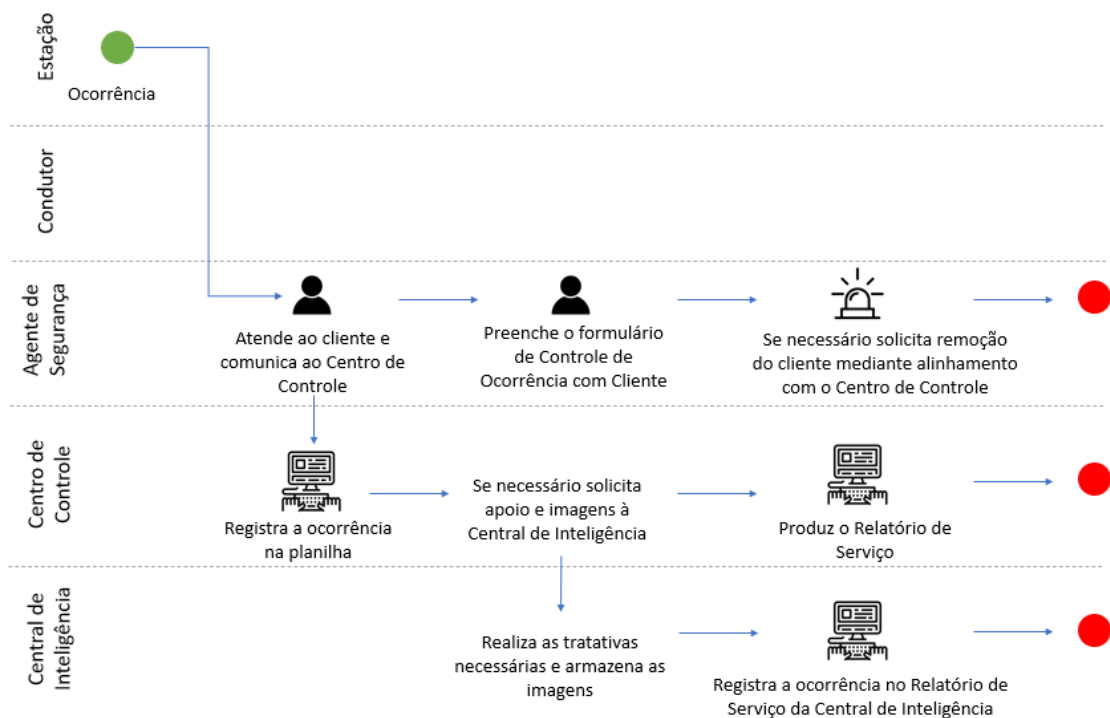 Estação
Ocorrência
Condutor
Agente de
Segurança
Atende ao cliente e
comunica ao Centro de
Controle
Preenche o formulário
de Controle de
Ocorrência com Cliente
Se necessário solicita remoção
do cliente mediante alinhamento
com o Centro de Controle
Centro de
Controle
Registra a ocorrência
na planilha
Se necessário solicita
apoio e imagens à
Central de Inteligência
Produz o Relatório de
Serviço
Central de
Inteligência
Realiza as tratativas
necessárias e armazena as
imagens
Registra a ocorrência no Relatório de
Serviço da Central de Inteligência